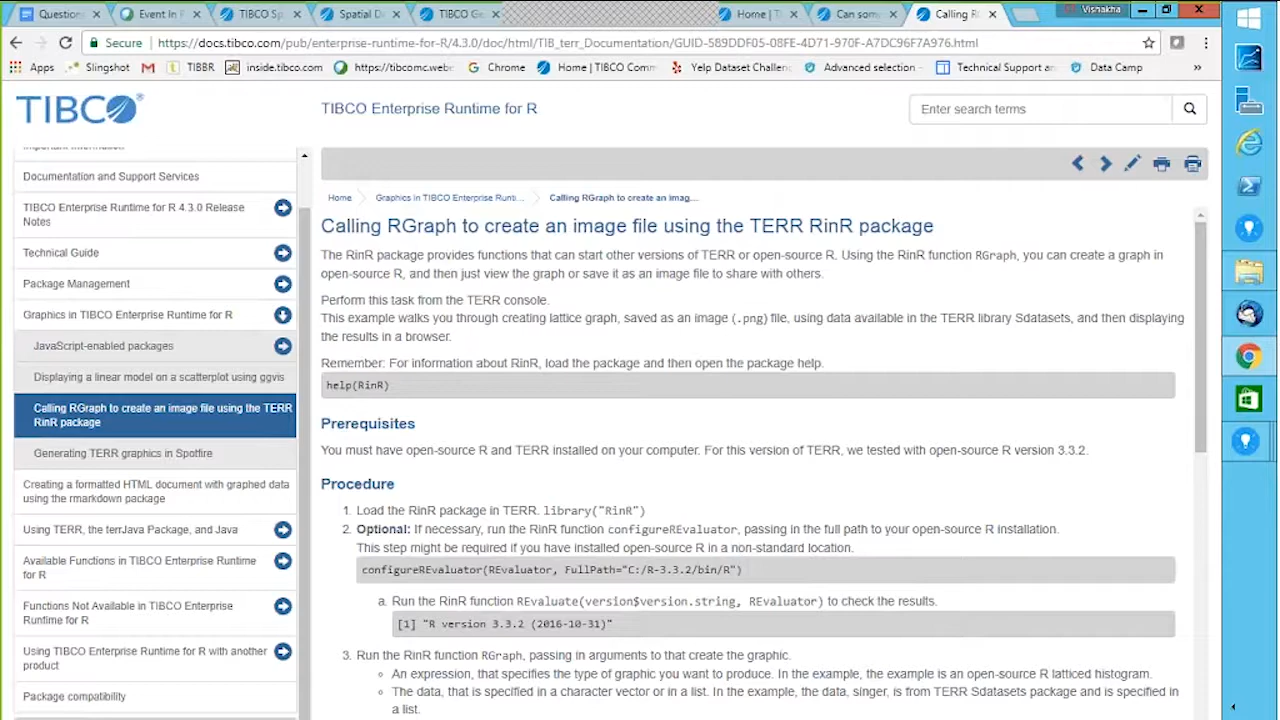 Question
Event In F
TIBCO Sp
Spatial D
TIBCO Ge
Home | T
Can som
Calling R
Vishakha
Secure
https://docs.tibco.com/pub/enterprise-runtime-for-R/4.3.0/doc/html/TIB_terr_Documentation/GUID-589DDF05-08FE-4D71-970F-A7DC96F7A976.html
Apps
Slingshot
TIBBR
inside.tibco.com
https://tibcomc.web
Chrome
Home | TIBCO Comm
Yelp Dataset Challen
Advanced selection -
Technical Support an
Data Camp
»
TIBCO®
TIBCO Enterprise Runtime for R
Enter search terms
Documentation and Support Services
TIBCO Enterprise Runtime for R 4.3.0 Release
Notes
Technical Guide
Package Management
Graphics in TIBCO Enterprise Runtime for R
JavaScript-enabled packages
Displaying a linear model on a scatterplot using ggvis
Calling RGraph to create an image file using the TERR
RinR package
Generating TERR graphics in Spotfire
Creating a formatted HTML document with graphed data
using the rmarkdown package
Using TERR, the terrJava Package, and Java
Available Functions in TIBCO Enterprise Runtime
for R
Functions Not Available in TIBCO Enterprise
Runtime for R
Using TIBCO Enterprise Runtime for R with another
product
Package compatibility
Home
Graphics in TIBCO Enterprise Runti...
Calling RGraph to create an imag...
Calling RGraph to create an image file using the TERR RinR package
The RinR package provides functions that can start other versions of TERR or open-source R. Using the RinR function RGraph, you can create a graph in
open-source R, and then just view the graph or save it as an image file to share with others.
Perform this task from the TERR console.
This example walks you through creating lattice graph, saved as an image (.png) file, using data available in the TERR library Sdatasets, and then displaying
the results in a browser.
Remember: For information about RinR, load the package and then open the package help.
help(RinR)
Prerequisites
You must have open-source R and TERR installed on your computer. For this version of TERR, we tested with open-source R version 3.3.2.
Procedure
1. Load the RinR package in TERR. library("RinR")
2. Optional: If necessary, run the RinR function configureREvaluator, passing in the full path to your open-source R installation.
This step might be required if you have installed open-source R in a non-standard location.
configureREvaluator(REvaluator, FullPath="C:/R-3.3.2/bin/R")
a. Run the RinR function REvaluate(version$version.string, REvaluator) to check the results.
[1] "R version 3.3.2 (2016-10-31)"
3. Run the RinR function RGraph, passing in arguments to that create the graphic.
An expression, that specifies the type of graphic you want to produce. In the example, the example is an open-source R latticed histogram.
The data, that is specified in a character vector or in a list. In the example, the data, singer, is from TERR Sdatasets package and is specified in
a list.